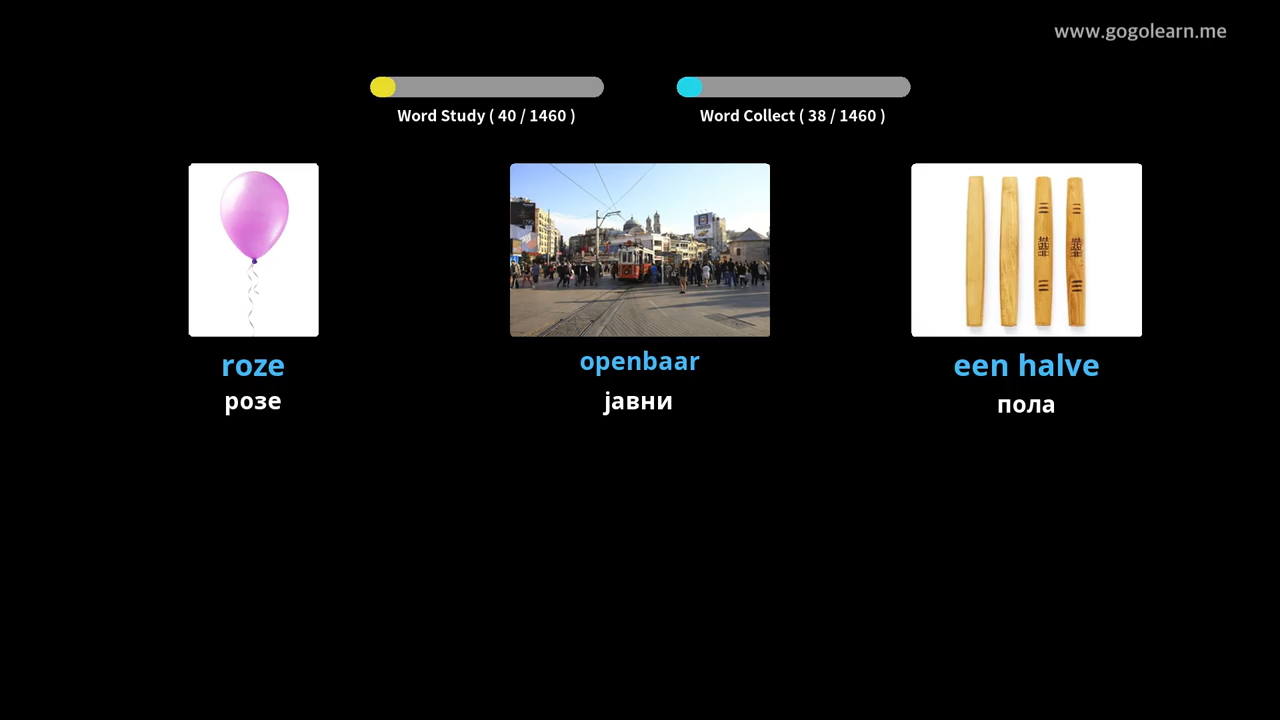 www.gogolearn.me
Word Study ( 40 / 1460 )
Word Collect ( 38 / 1460 )
roze
розе
openbaar
јавни
een halve
пола